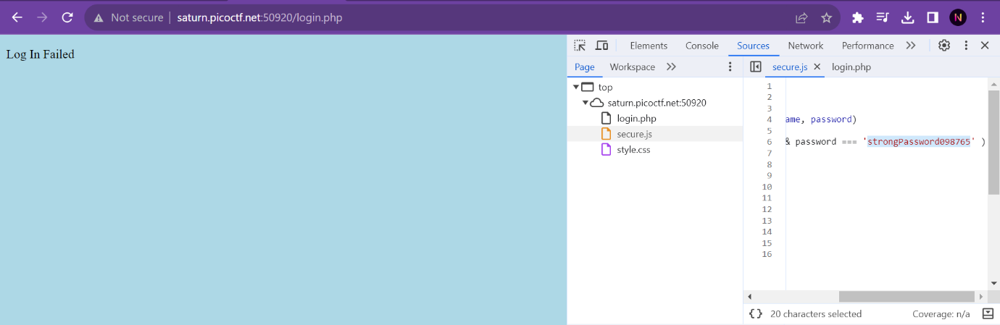 Not secure | saturn.picoctf.net:50920/login.php
Log In Failed
Elements Console Sources Network Performance
Page Workspace
secure.js login.php
top
saturn.picoctf.net:50920
login.php
secure.js
style.css
1
2
3
4 ame, password)
5
6 & password === 'strongPassword098765' )
7
8
9
10
11
12
13
14
15
16
{} 20 characters selected Coverage: n/a